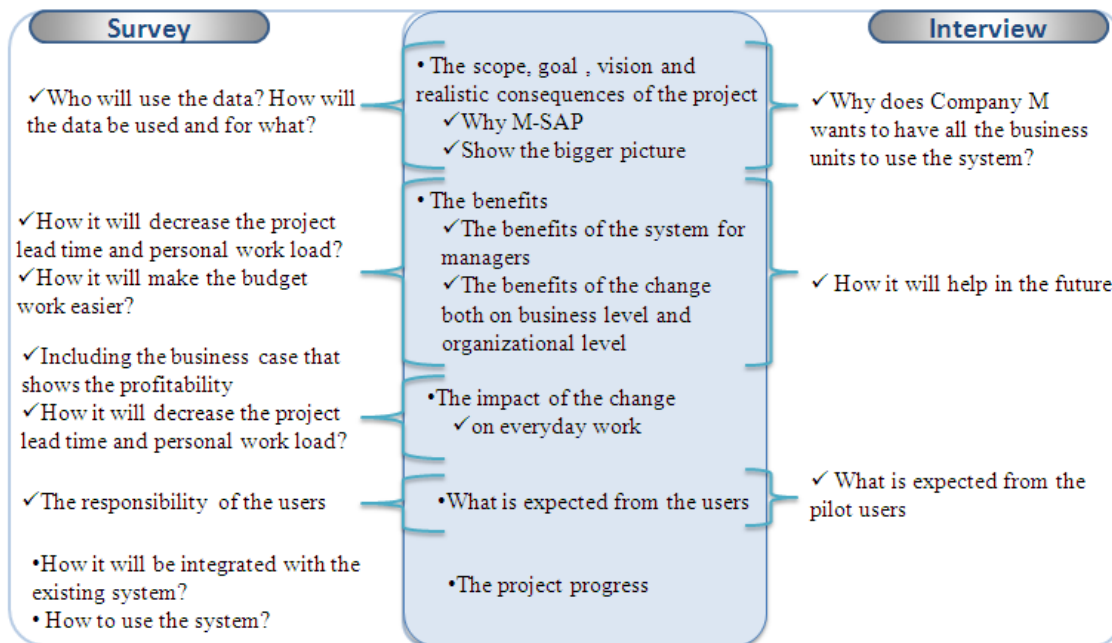 Survey
✓Who will use the data? How will
the data be used and for what?
✓How it will decrease the project
lead time and personal work load?
✓How it will make the budget
work easier?
✓Including the business case that
shows the profitability
✓How it will decrease the project
lead time and personal work load?
✓The responsibility of the users
•How it will be integrated with the
existing system?
• How to use the system?
• The scope, goal , vision and
realistic consequences of the project
✓Why M-SAP
✓Show the bigger picture
• The benefits
✓The benefits of the system for
managers
✓The benefits of the change
both on business level and
organizational level
•The impact of the change
✓on everyday work
•What is expected from the users
•The project progress
Interview
✓Why does Company M
wants to have all the business
units to use the system?
✓ How it will help in the future
✓ What is expected from the
pilot users